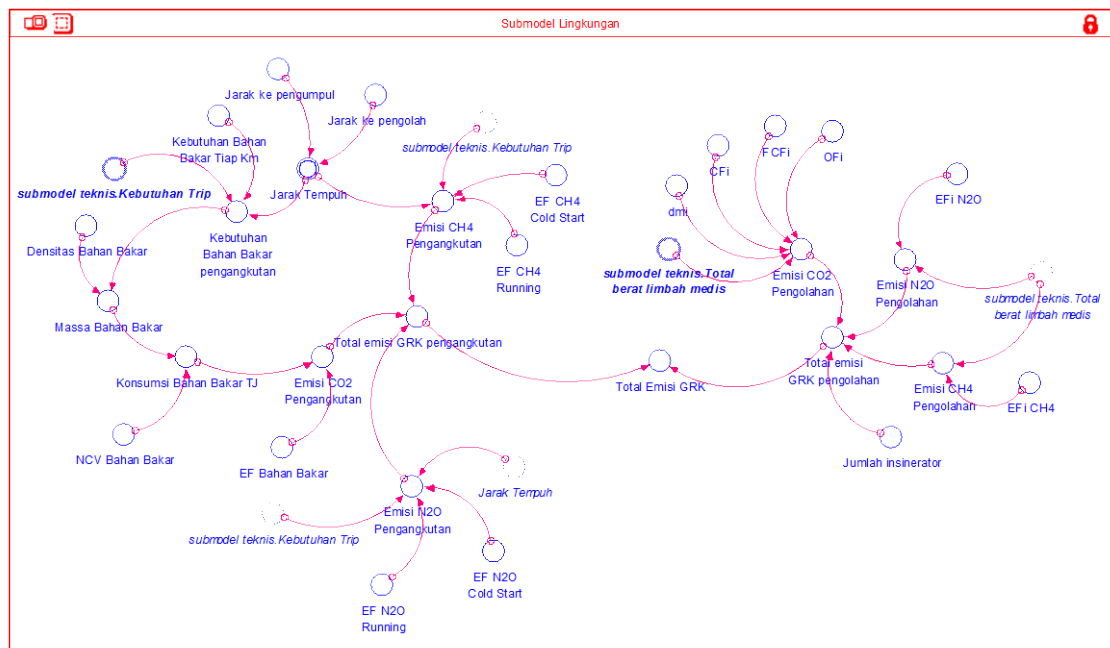 Submodel Lingkungan
Jarak ke pengumpul
Jarak ke pengolah
Kebutuhan Bahan
Bakar Tiap Km
submodel teknis.Kebutuhan Trip
Jarak Tempuh
submodel teknis.Kebutuhan Trip
EF CH4
Cold Start
Emisi CH4
Pengangkutan
EF CH4
Running
Kebutuhan
Bahan Bakar
pengangkutan
Densitas Bahan Bakar
Massa Bahan Bakar
Konsumsi Bahan Bakar TJ
NCV Bahan Bakar
Emisi CO2
Pengangkutan
EF Bahan Bakar
Total emisi GRK pengangkutan
Jarak Tempuh
Emisi N2O
Pengangkutan
submodel teknis.Kebutuhan Trip
EF N2O
Cold Start
EF N2O
Running
Total Emisi GRK
FCFi
OFi
CFi
dmi
submodel teknis.Total
berat limbah medis
Emisi CO2
Pengolahan
EFi N2O
Emisi N2O
Pengolahan
submodel teknis.Total
berat limbah medis
Total emisi
GRK pengolahan
Emisi CH4
Pengolahan
EFi CH4
Jumlah insinerator